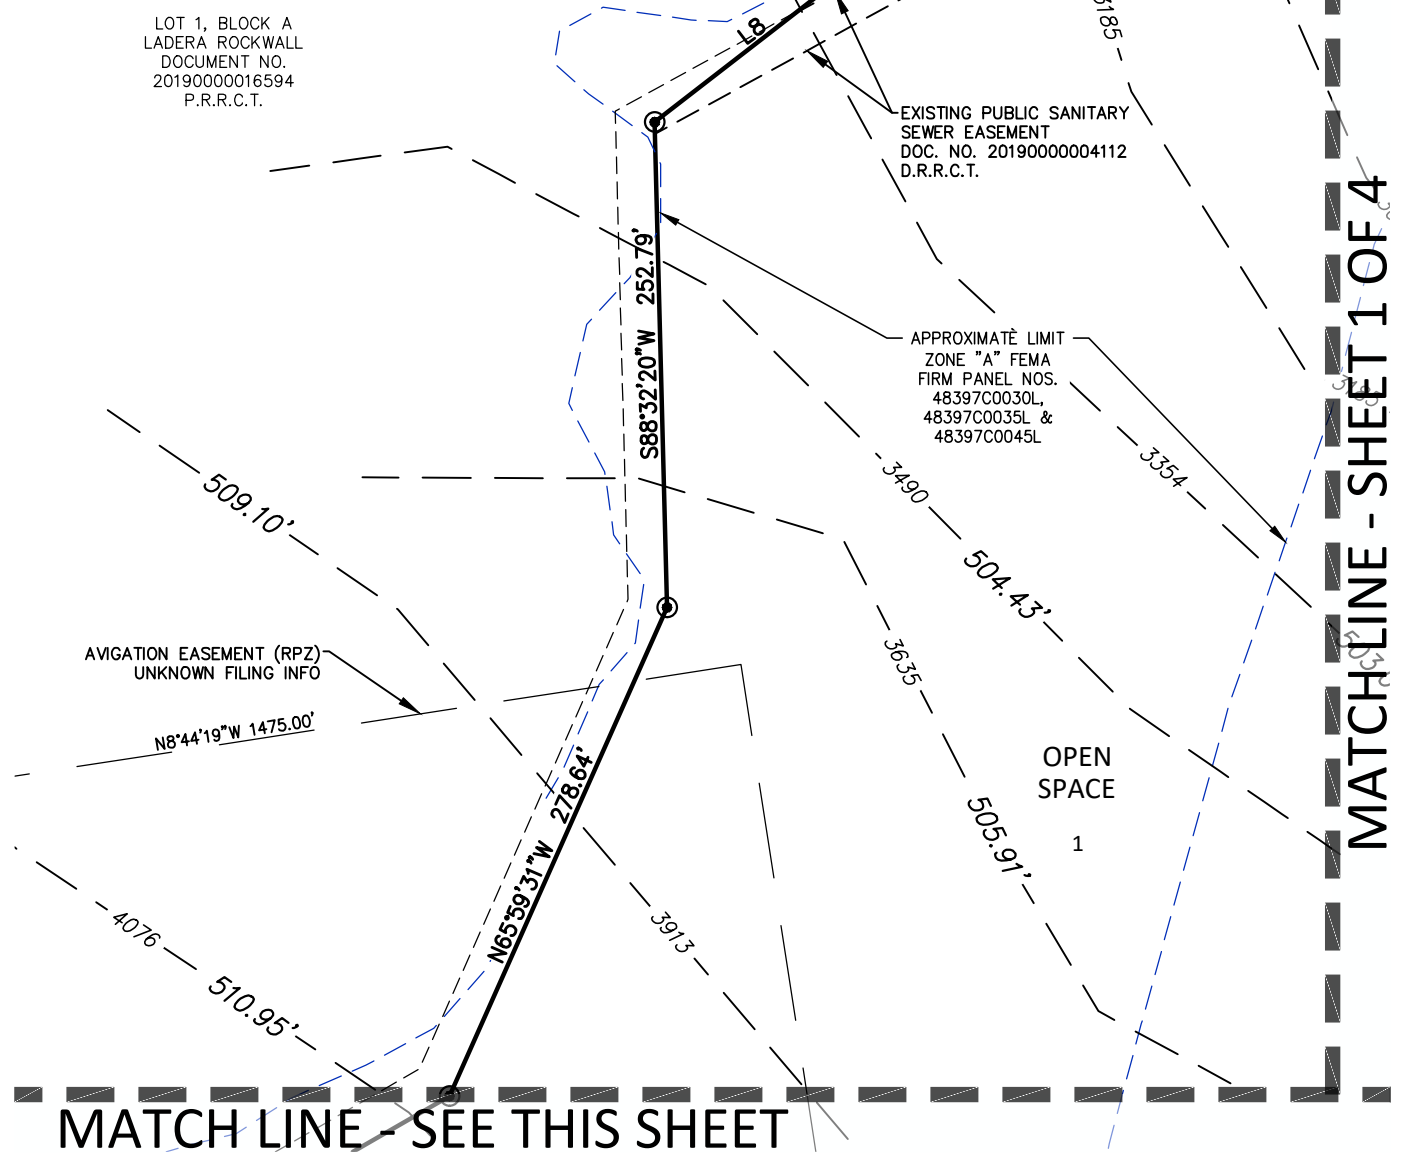 LOT 1, BLOCK A
LADERA ROCKWALL
DOCUMENT NO.
20190000016594
P.R.R.C.T.
L8
3185
EXISTING PUBLIC SANITARY
SEWER EASEMENT
DOC. NO. 20190000004112
D.R.R.C.T.
S88°32'20"W 252.79'
APPROXIMATE LIMIT
ZONE "A" FEMA
FIRM PANEL NOS.
48397C0030L,
48397C0035L &
48397C0045L
3354
3490
509.10'
504.43'
3635
AVIGATION EASEMENT (RPZ)
UNKNOWN FILING INFO
N8°44'19"W 1475.00'
OPEN
SPACE
1
505.91'
N65°59'31"W 278.64'
4076
3913
510.95'
MATCH LINE - SHEET 1 OF 4
MATCH LINE - SEE THIS SHEET